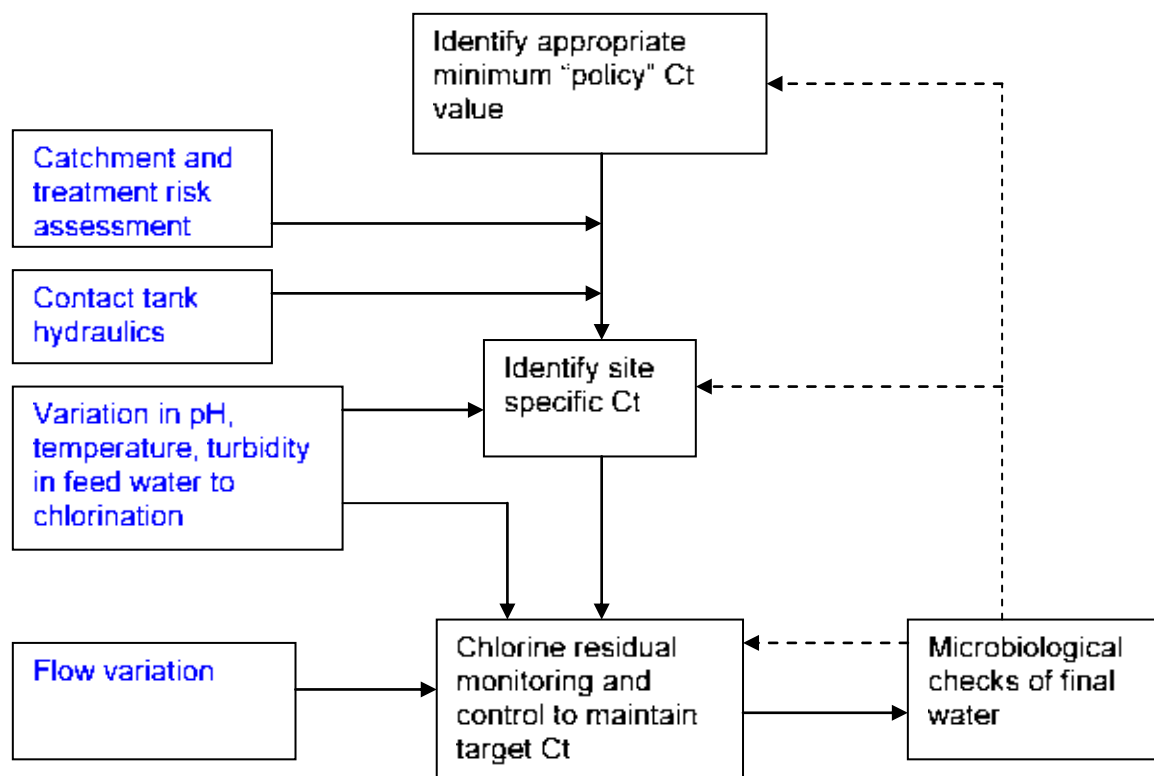 Identify appropriate
minimum “policy” Ct
value
Catchment and
treatment risk
assessment
Contact tank
hydraulics
Identify site
specific Ct
Variation in pH,
temperature, turbidity
in feed water to
chlorination
Flow variation
Chlorine residual
monitoring and
control to maintain
target Ct
Microbiological
checks of final
water